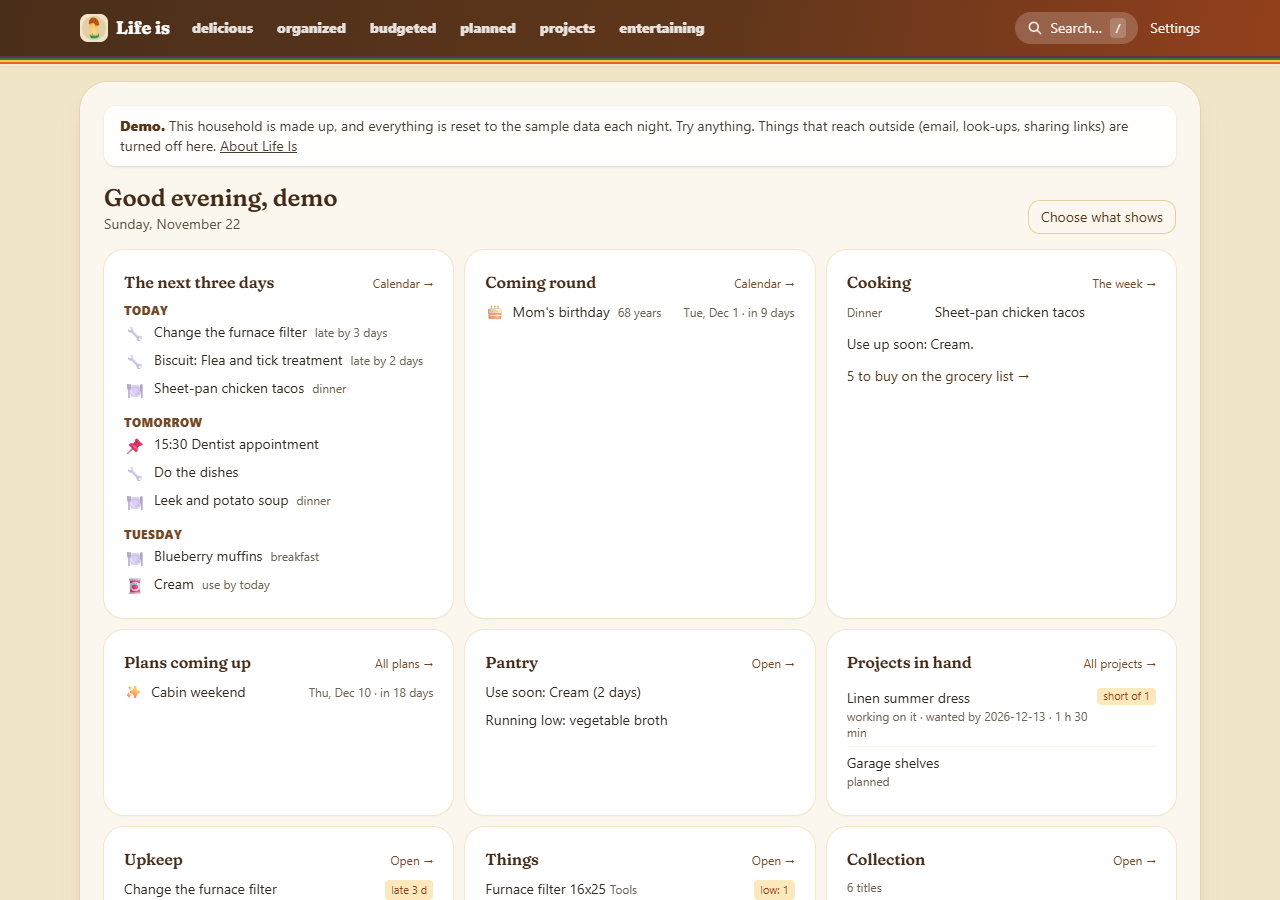 Life is delicious organized budgeted planned projects entertaining Search... / Settings
Demo. This household is made up, and everything is reset to the sample data each night. Try anything. Things that reach outside (email, look-ups, sharing links) are
turned off here. About Life Is
Good evening, demo
Sunday, November 22
Choose what shows
The next three days Calendar →
TODAY
Change the furnace filter late by 3 days
Biscuit: Flea and tick treatment late by 2 days
Sheet-pan chicken tacos dinner
TOMORROW
15:30 Dentist appointment
Do the dishes
Leek and potato soup dinner
TUESDAY
Blueberry muffins breakfast
Cream use by today
Coming round Calendar →
Mom's birthday 68 years Tue, Dec 1 · in 9 days
Cooking The week →
Dinner Sheet-pan chicken tacos
Use up soon: Cream.
5 to buy on the grocery list →
Plans coming up All plans →
Cabin weekend Thu, Dec 10 · in 18 days
Pantry Open →
Use soon: Cream (2 days)
Running low: vegetable broth
Projects in hand All projects →
Linen summer dress short of 1
working on it · wanted by 2026-12-13 · 1 h 30
min
Garage shelves
planned
Upkeep Open →
Change the furnace filter late 3 d
Things Open →
Furnace filter 16x25 Tools low: 1
Collection Open →
6 titles